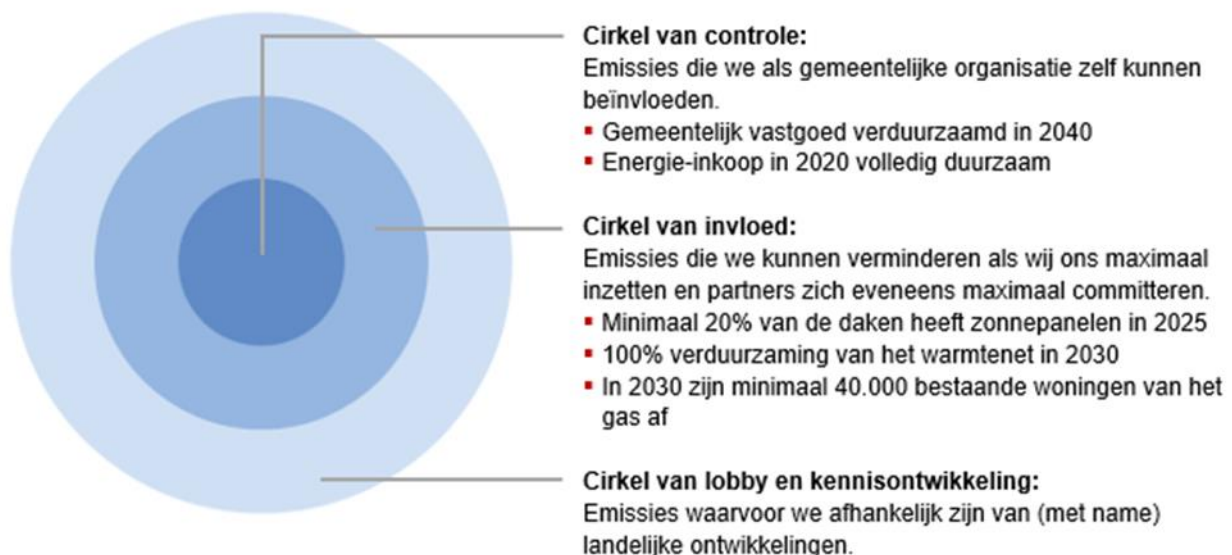 Cirkel van controle:
Emissies die we als gemeentelijke organisatie zelf kunnen
beïnvloeden.
▪ Gemeentelijk vastgoed verduurzaamd in 2040
▪ Energie-inkoop in 2020 volledig duurzaam
Cirkel van invloed:
Emissies die we kunnen verminderen als wij ons maximaal
inzetten en partners zich eveneens maximaal committeren.
▪ Minimaal 20% van de daken heeft zonnepanelen in 2025
▪ 100% verduurzaming van het warmtenet in 2030
▪ In 2030 zijn minimaal 40.000 bestaande woningen van het
gas af
Cirkel van lobby en kennisontwikkeling:
Emissies waarvoor we afhankelijk zijn van (met name)
landelijke ontwikkelingen.